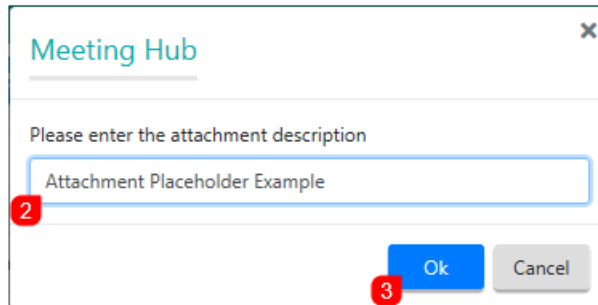 Meeting Hub
×
Please enter the attachment description
Attachment Placeholder Example
2
Ok
Cancel
3